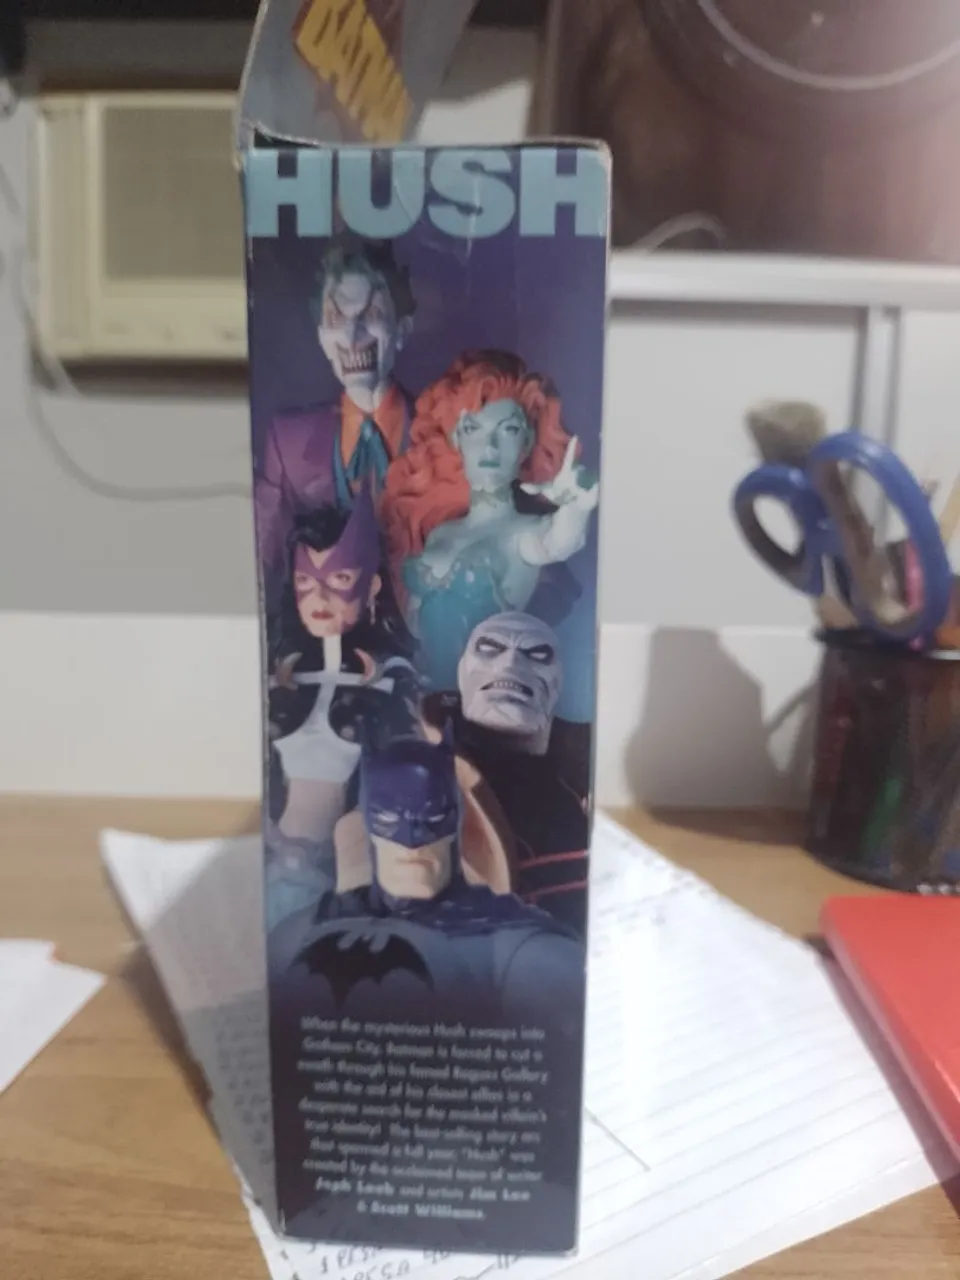 BATMAN
HUSH
When the mysterious Hush swoops into
Gotham City, Batman is forced to cut a
swath through his famed Rogues Gallery
with the aid of his closest allies in a
desperate search for the masked villain's
true identity! The best-selling story arc
that spanned a full year, "Hush" was
created by the acclaimed team of writer
Jeph Loeb and artists Jim Lee
& Scott Williams.